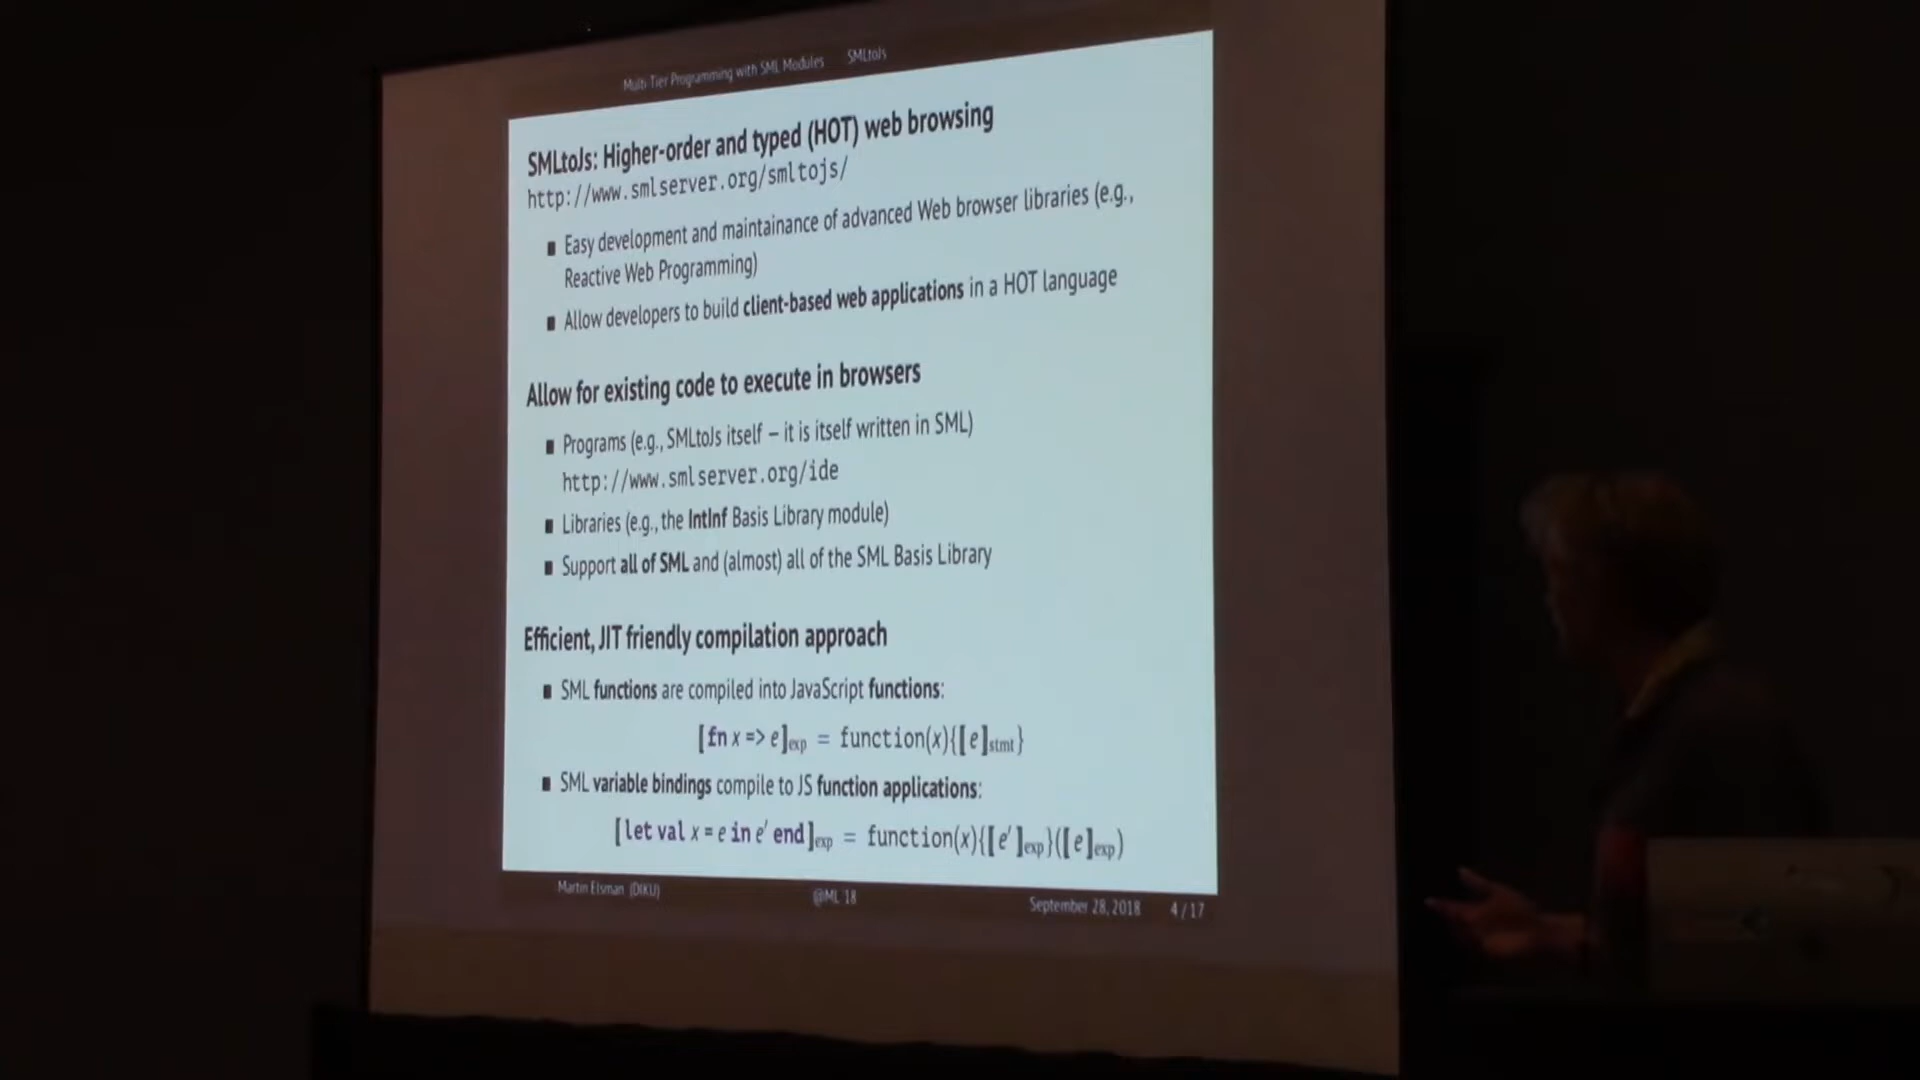 Multi-Tier Programming with SML Modules SMLtoJs
SMLtoJs: Higher-order and typed (HOT) web browsing
http://www.smlserver.org/smltojs/
■ Easy development and maintainance of advanced Web browser libraries (e.g.,
Reactive Web Programming)
■ Allow developers to build client-based web applications in a HOT language
Allow for existing code to execute in browsers
■ Programs (e.g., SMLtoJs itself – it is itself written in SML)
http://www.smlserver.org/ide
■ Libraries (e.g., the IntInf Basis Library module)
■ Support all of SML and (almost) all of the SML Basis Library
Efficient, JIT friendly compilation approach
■ SML functions are compiled into JavaScript functions:
[fn x => e]exp = function(x){[e]stmt}
■ SML variable bindings compile to JS function applications:
[let val x = e in e′ end]exp = function(x){[e′]exp}([e]exp)
Martin Elsman (DIKU) @ML 18 September 28, 2018 4 / 17